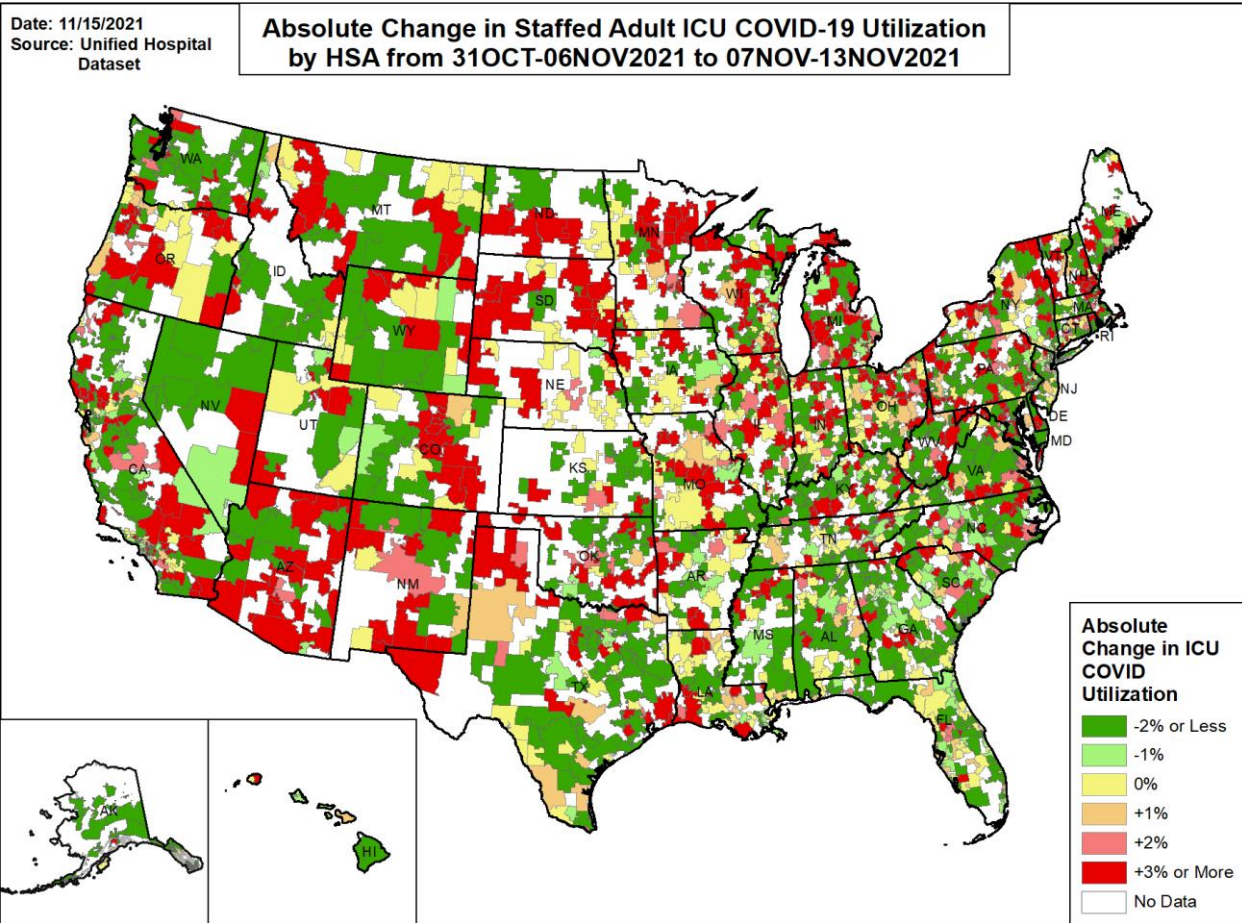 Date: 11/15/2021
Source: Unified Hospital
Dataset
Absolute Change in Staffed Adult ICU COVID-19 Utilization
by HSA from 31OCT-06NOV2021 to 07NOV-13NOV2021
WA
MT
ND
MN
ME
OR
ID
SD
WI
MI
NY
VT
NH
MA
CT
RI
WY
IA
PA
NJ
NV
UT
NE
IL
IN
OH
DE
MD
CA
CO
KS
MO
WV
VA
KY
AZ
NM
OK
AR
TN
NC
SC
TX
LA
MS
AL
GA
FL
AK
HI
Absolute
Change in ICU
COVID
Utilization
-2% or Less
-1%
0%
+1%
+2%
+3% or More
No Data